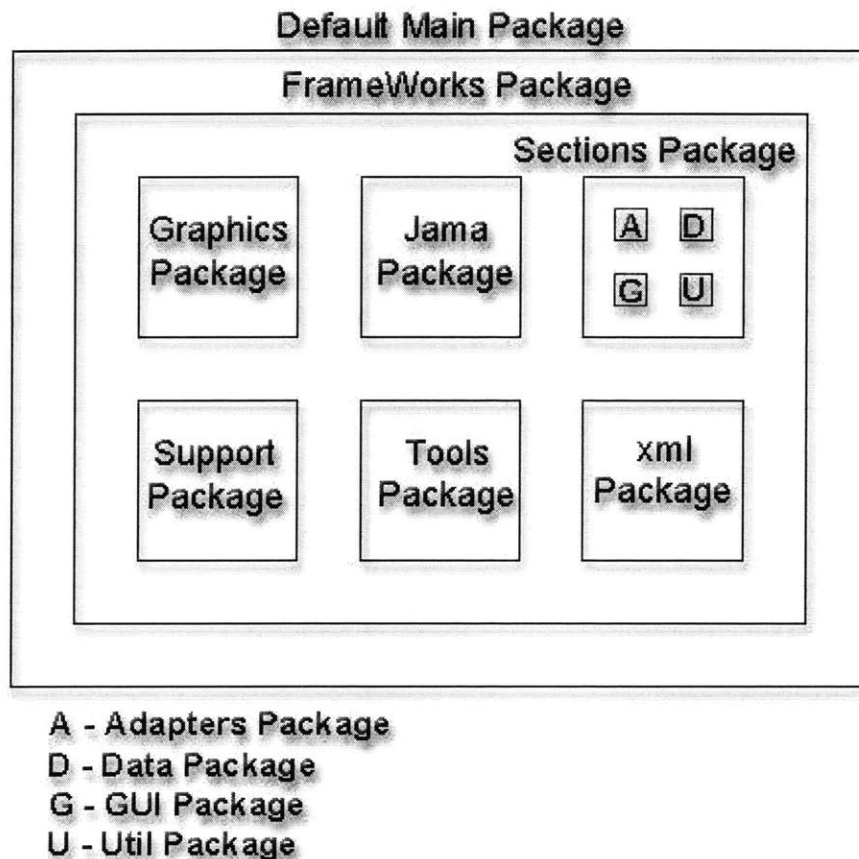 Default Main Package
FrameWorks Package
Sections Package
Graphics
Package
Jama
Package
A D
G U
Support
Package
Tools
Package
xml
Package
A - Adapters Package
D - Data Package
G - GUI Package
U - Util Package